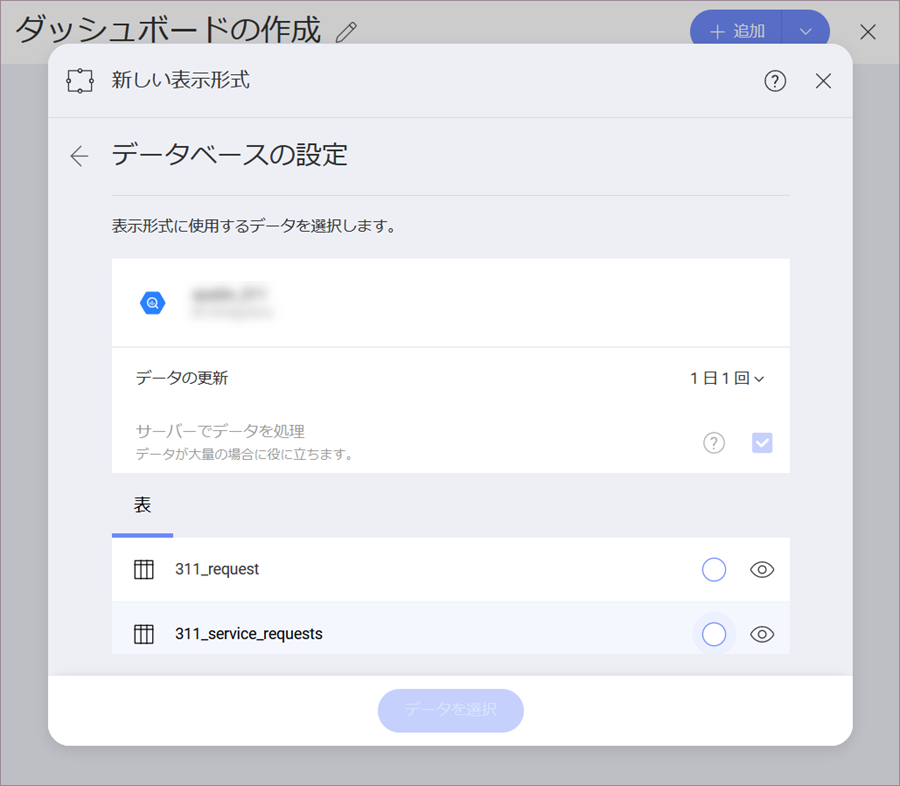 ダッシュボードの作成
追加
新しい表示形式
データベースの設定
表示形式に使用するデータを選択します。
データの更新
1 日 1 回
サーバーでデータを処理
データが大量の場合に役に立ちます。
表
311_request
311_service_requests
データを選択